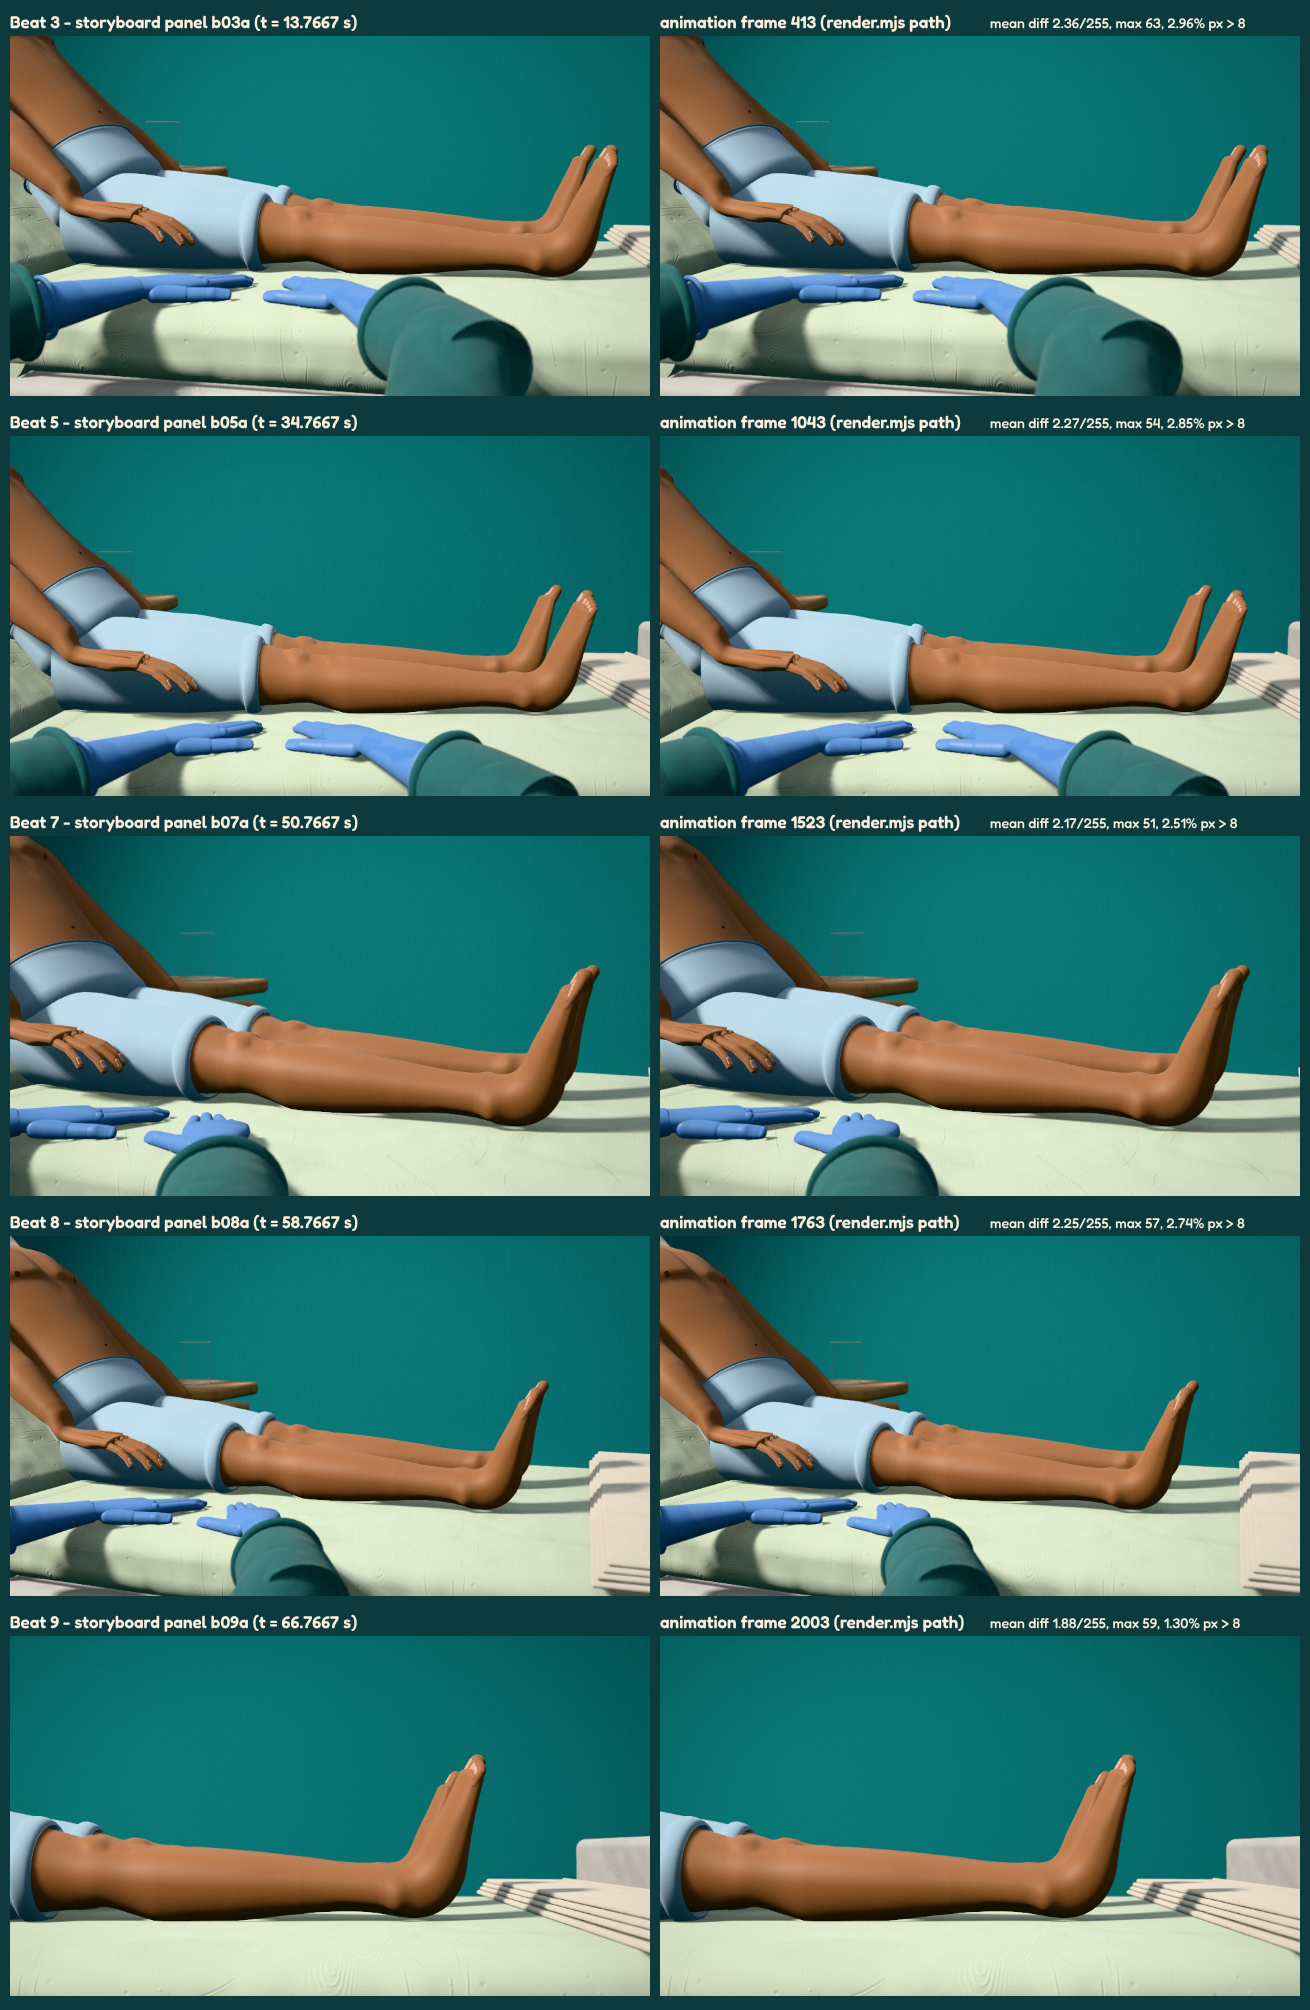 Beat 3 - storyboard panel b03a (t = 13.7667 s)
animation frame 413 (render.mjs path) mean diff 2.36/255, max 63, 2.96% px > 8
Beat 5 - storyboard panel b05a (t = 34.7667 s)
animation frame 1043 (render.mjs path) mean diff 2.27/255, max 54, 2.85% px > 8
Beat 7 - storyboard panel b07a (t = 50.7667 s)
animation frame 1523 (render.mjs path) mean diff 2.17/255, max 51, 2.51% px > 8
Beat 8 - storyboard panel b08a (t = 58.7667 s)
animation frame 1763 (render.mjs path) mean diff 2.25/255, max 57, 2.74% px > 8
Beat 9 - storyboard panel b09a (t = 66.7667 s)
animation frame 2003 (render.mjs path) mean diff 1.88/255, max 59, 1.30% px > 8